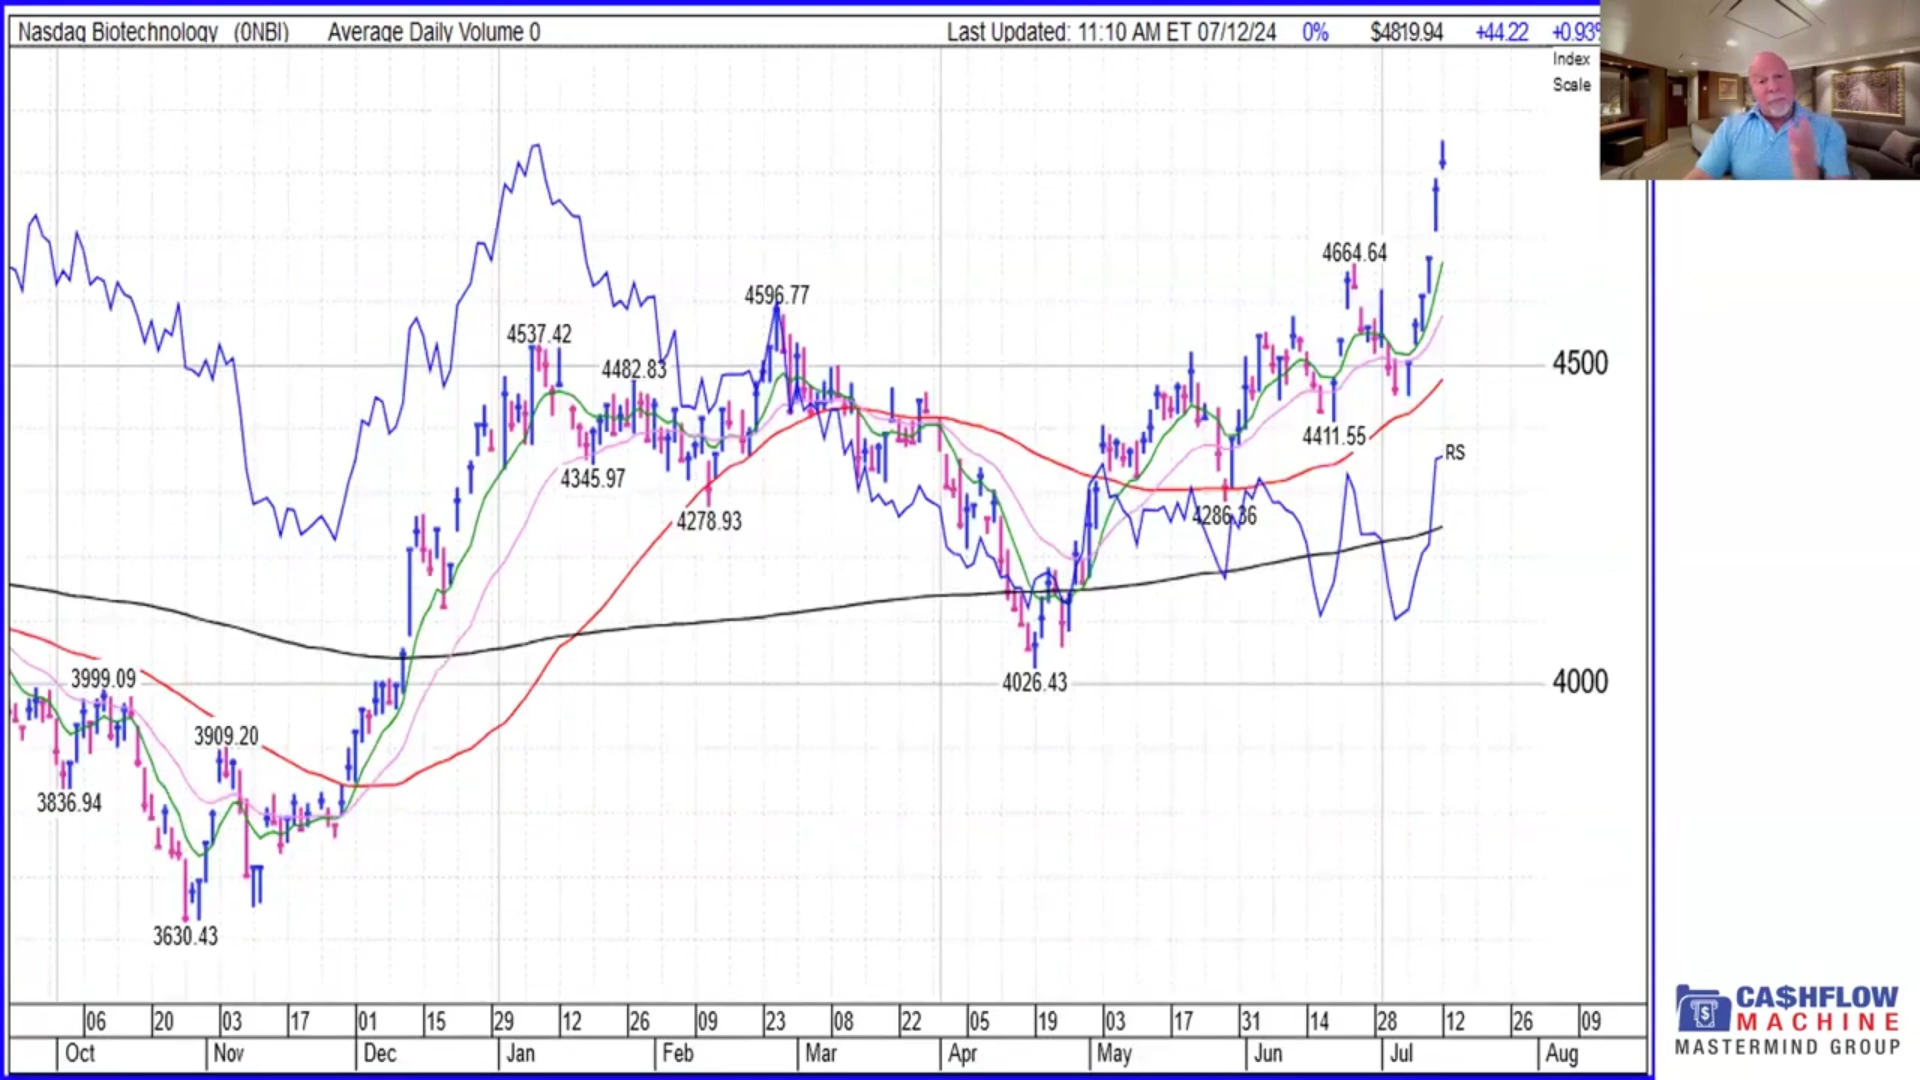 Nasdaq Biotechnology (0NBI) Average Daily Volume 0 Last Updated: 11:10 AM ET 07/12/24 0% $4819.94 +44.22 +0.93%
Index
Scale
4664.64
4596.77
4537.42
4482.83
4500
4411.55
RS
4345.97
4278.93
4286.36
3999.09
4026.43
4000
3909.20
3836.94
3630.43
06 20 03 17 01 15 29 12 26 09 23 08 22 05 19 03 17 31 14 28 12 26 09
Oct Nov Dec Jan Feb Mar Apr May Jun Jul Aug
CA$HFLOW
MACHINE
MASTERMIND GROUP